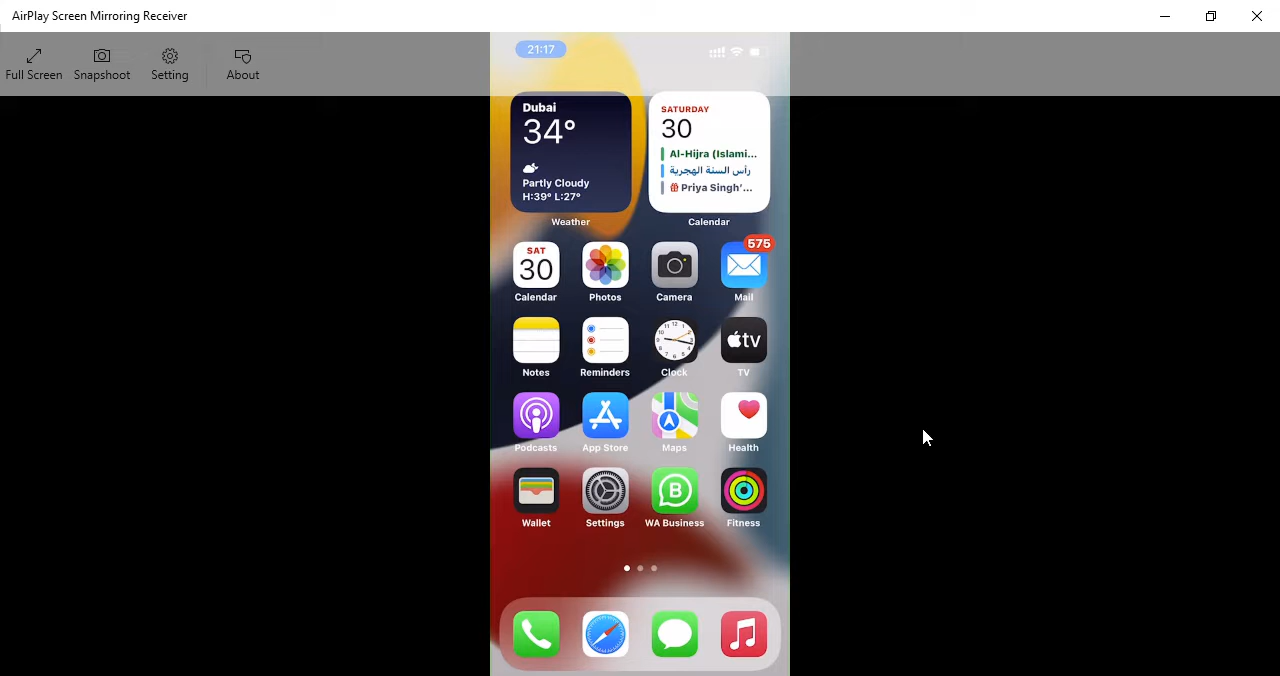 AirPlay Screen Mirroring Receiver
Full Screen
Snapshot
Setting
About
21:17
Dubai
34°
Partly Cloudy
H:39° L:27°
Weather
SATURDAY
30
Al-Hijra (Islami...
رأس السنة الهجرية
Priya Singh'...
Calendar
SAT
30
Calendar
Photos
Camera
575
Mail
Notes
Reminders
Clock
tv
TV
Podcasts
App Store
Maps
Health
Wallet
Settings
B
WA Business
Fitness